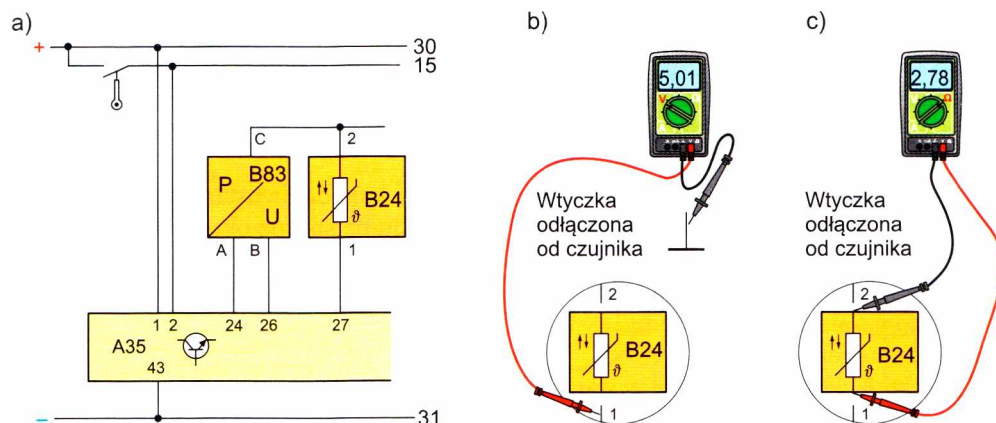 a)
+
30
15
C
2
P
B83
U
B24
ϑ
A
B
1
1 2 24 26 27
A35
43
−
31
b)
5,01
V
Wtyczka
odłączona
od czujnika
2
B24
ϑ
1
c)
2,78
Ω
Wtyczka
odłączona
od czujnika
2
B24
ϑ
1